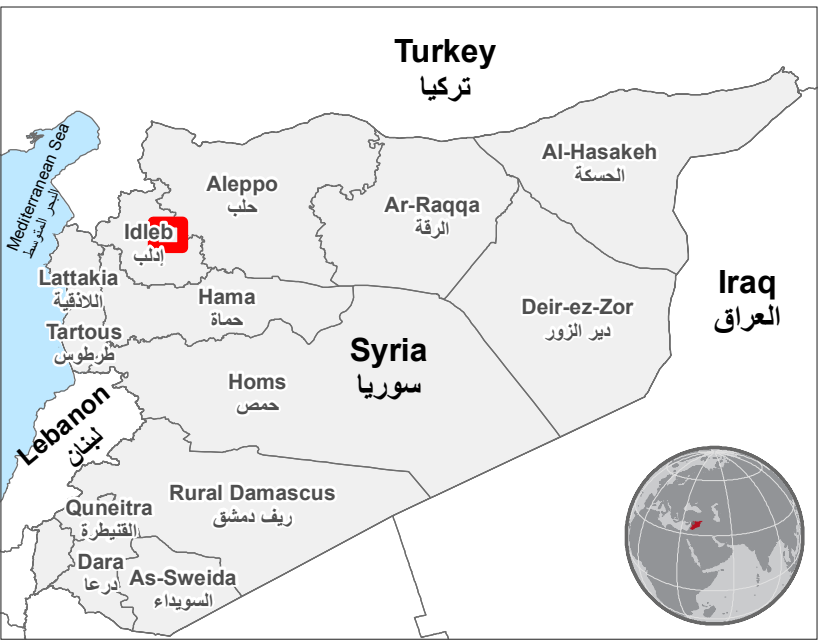 Turkey
تركيا
Mediterranean Sea
البحر المتوسط
Aleppo
حلب
Al-Hasakeh
الحسكة
Ar-Raqqa
الرقة
Idleb
إدلب
Lattakia
اللاذقية
Hama
حماة
Deir-ez-Zor
دير الزور
Iraq
العراق
Tartous
طرطوس
Syria
سوريا
Homs
حمص
Lebanon
لبنان
Rural Damascus
ريف دمشق
Quneitra
القنيطرة
Dara
درعا
As-Sweida
السويداء